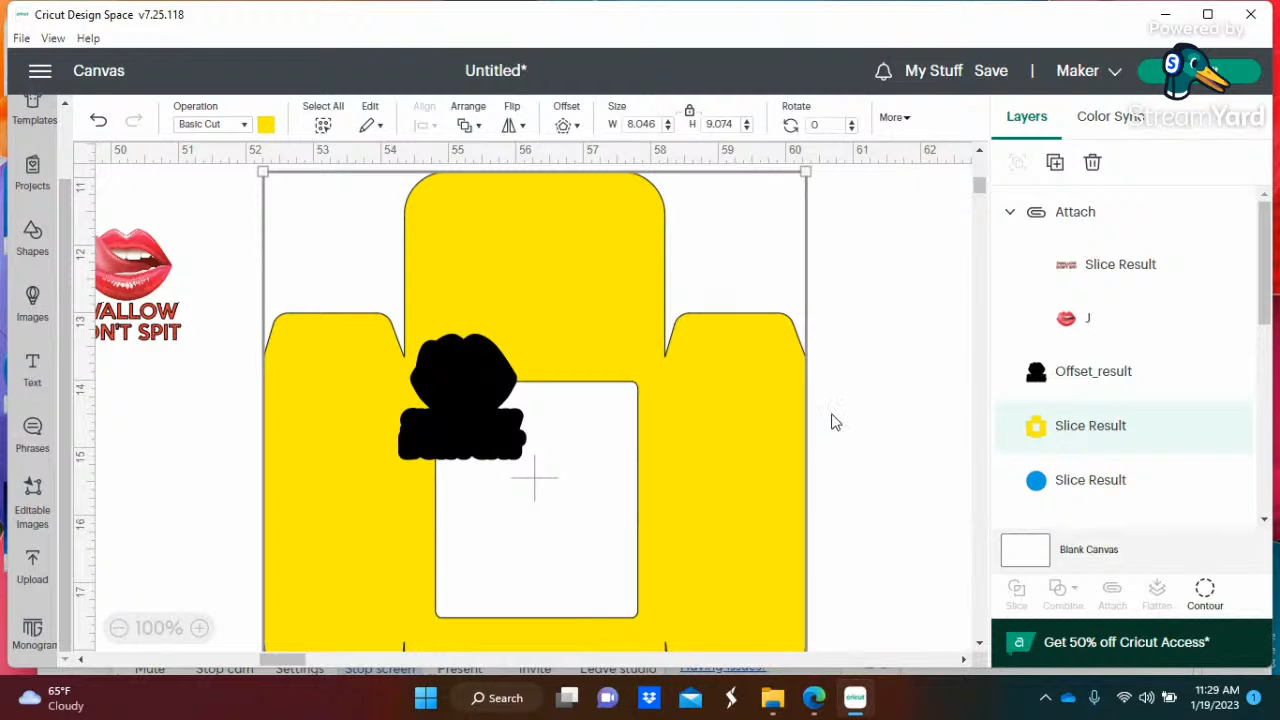 Cricut Design Space v7.25.118
File View Help
Powered by
Canvas
Untitled*
My Stuff Save | Maker
StreamYard
Templates
Projects
Shapes
Images
Text
Phrases
Editable
Images
Upload
Monogram
Operation
Basic Cut
Select All
Edit
Align
Arrange
Flip
Offset
Size
W 8.046
H 9.074
Rotate
0
More
50 51 52 53 54 55 56 57 58 59 60 61 62
11
12
13
14
15
16
17
WALLOW
ON'T SPIT
100%
Layers
Color Sync
Attach
Slice Result
J
Offset_result
Slice Result
Slice Result
Blank Canvas
Slice Combine Attach Flatten Contour
a Get 50% off Cricut Access*
Mute Stop cam Settings Stop screen Present Invite Leave studio Having issues?
65°F
Cloudy
Search
cricut
11:29 AM
1/19/2023
1